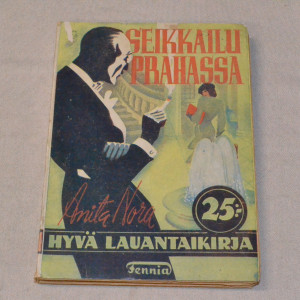 SEIKKAILU
PRAHASSA
Anita Nora
25:-
HYVÄ LAUANTAIKIRJA
Fennia